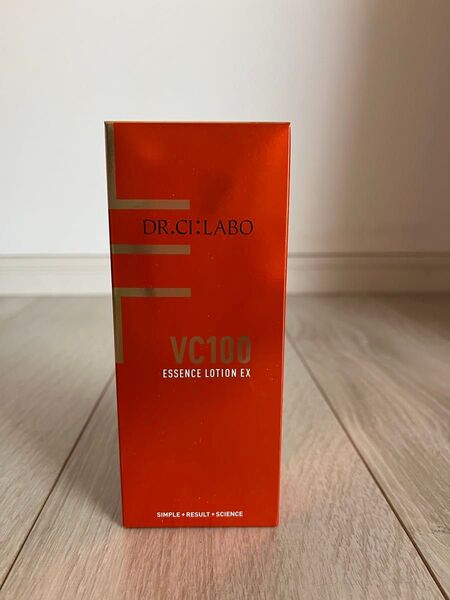 DR.CI:LABO
VC100
ESSENCE LOTION EX
SIMPLE + RESULT + SCIENCE